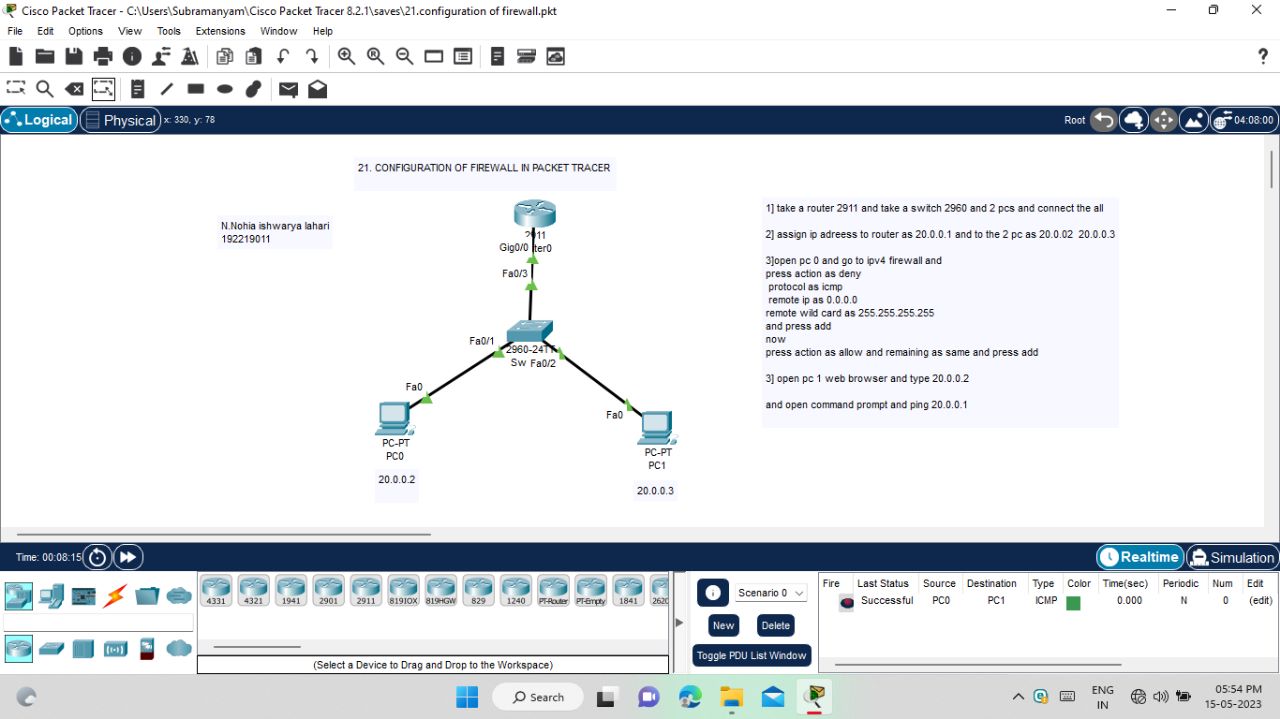 Cisco Packet Tracer - C:\Users\Subramanyam\Cisco Packet Tracer 8.2.1\saves\21.configuration of firewall.pkt
File Edit Options View Tools Extensions Window Help
Logical Physical x: 330, y: 78
Root 04:08:00
21. CONFIGURATION OF FIREWALL IN PACKET TRACER
N.Nohia ishwarya lahari
192219011
2911
Gig0/0 ter0
Fa0/3
Fa0/1
2960-24TT
Sw Fa0/2
Fa0
PC-PT
PC0
20.0.0.2
Fa0
PC-PT
PC1
20.0.0.3
1] take a router 2911 and take a switch 2960 and 2 pcs and connect the all
2] assign ip adreess to router as 20.0.0.1 and to the 2 pc as 20.0.02 20.0.0.3
3]open pc 0 and go to ipv4 firewall and
press action as deny
protocol as icmp
remote ip as 0.0.0.0
remote wild card as 255.255.255.255
and press add
now
press action as allow and remaining as same and press add
3] open pc 1 web browser and type 20.0.0.2
and open command prompt and ping 20.0.0.1
Time: 00:08:15
Realtime Simulation
4331 4321 1941 2901 2911 819IOX 819HGW 829 1240 PT-Router PT-Empty 1841 2620
(Select a Device to Drag and Drop to the Workspace)
Scenario 0
New Delete
Toggle PDU List Window
Fire Last Status Source Destination Type Color Time(sec) Periodic Num Edit
Successful PC0 PC1 ICMP 0.000 N 0 (edit)
Search
ENG
IN
05:54 PM
15-05-2023